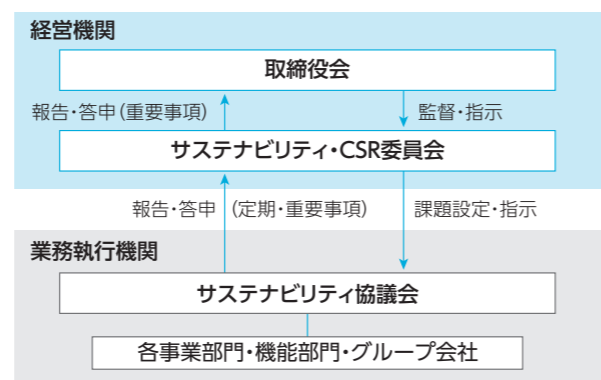 経営機関
取締役会
報告・答申(重要事項) 監督・指示
サステナビリティ・CSR委員会
報告・答申 (定期・重要事項) 課題設定・指示
業務執行機関
サステナビリティ協議会
各事業部門・機能部門・グループ会社